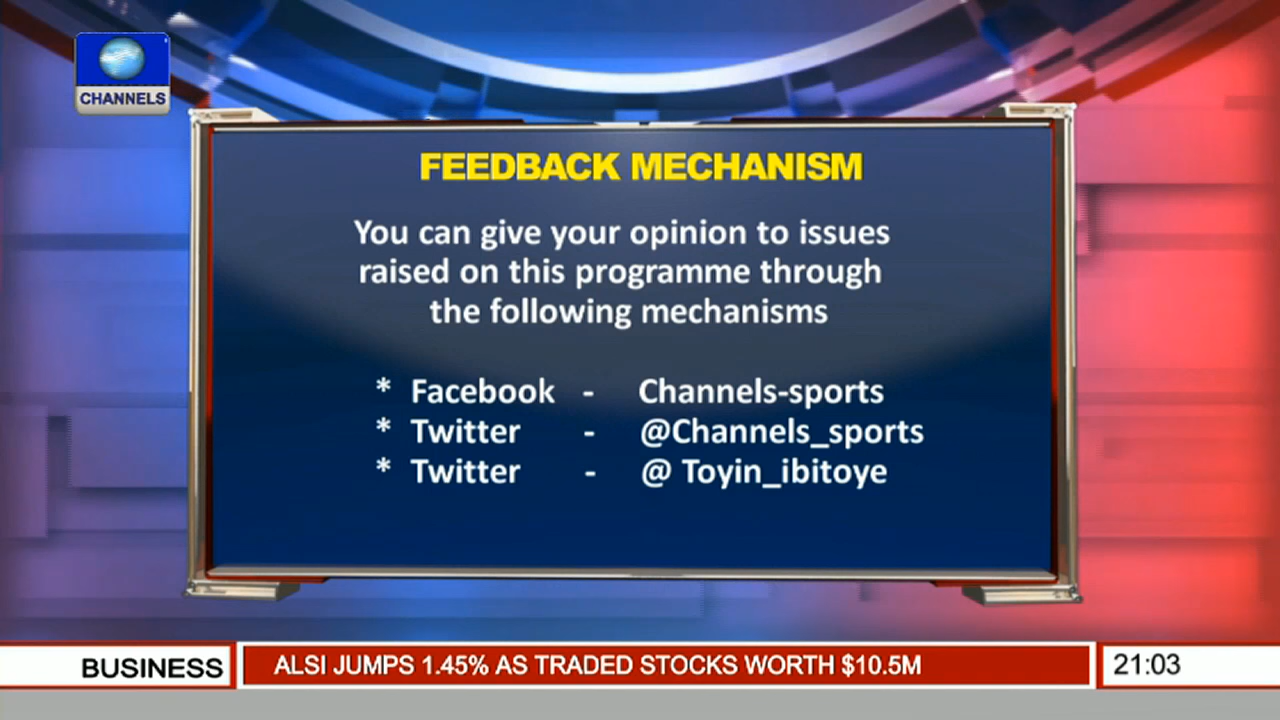 CHANNELS
FEEDBACK MECHANISM
You can give your opinion to issues
raised on this programme through
the following mechanisms
* Facebook - Channels-sports
* Twitter - @Channels_sports
* Twitter - @ Toyin_ibitoye
BUSINESS
ALSI JUMPS 1.45% AS TRADED STOCKS WORTH $10.5M
21:03